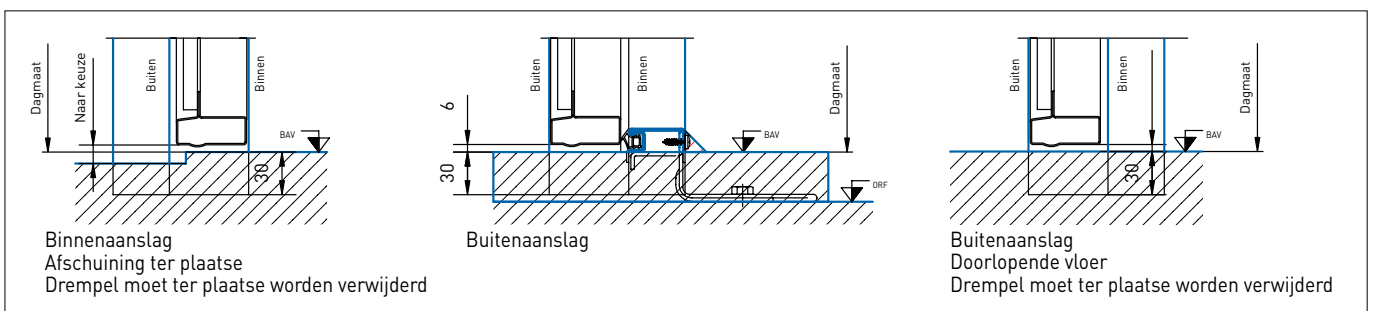 Dagmaat
Naar keuze
Buiten
Binnen
BAV
30
Binnenaanslag
Afschuining ter plaatse
Drempel moet ter plaatse worden verwijderd
6
30
Buiten
Binnen
BAV
Dagmaat
ORF
Buitenaanslag
Buiten
Binnen
BAV
Dagmaat
30
Buitenaanslag
Doorlopende vloer
Drempel moet ter plaatse worden verwijderd